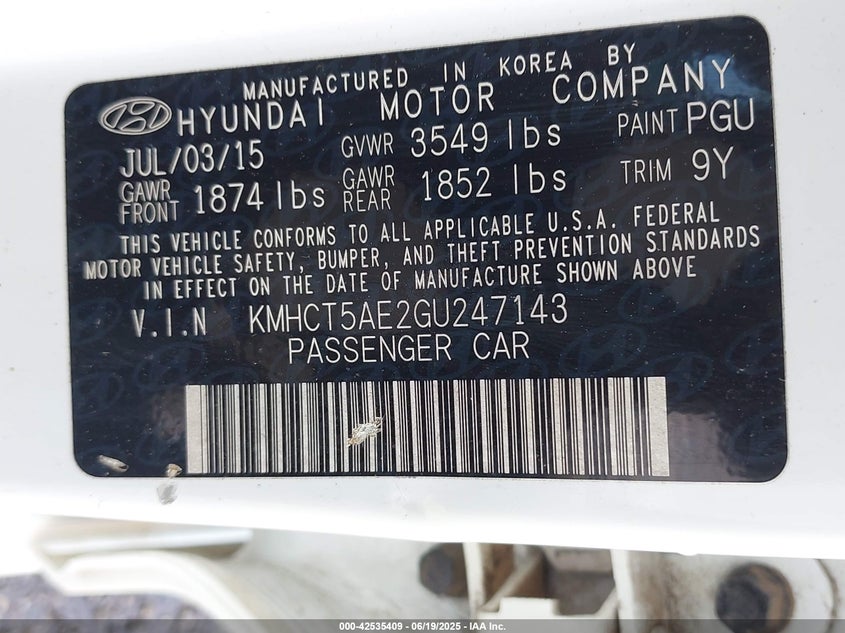 MANUFACTURED IN KOREA BY
HYUNDAI MOTOR COMPANY
JUL/03/15 GVWR 3549 lbs PAINT PGU
GAWR FRONT 1874 lbs GAWR REAR 1852 lbs TRIM 9Y
THIS VEHICLE CONFORMS TO ALL APPLICABLE U.S.A. FEDERAL
MOTOR VEHICLE SAFETY, BUMPER, AND THEFT PREVENTION STANDARDS
IN EFFECT ON THE DATE OF MANUFACTURE SHOWN ABOVE
V.I.N KMHCT5AE2GU247143
PASSENGER CAR
000-42535409 - 06/19/2025 - IAA Inc.